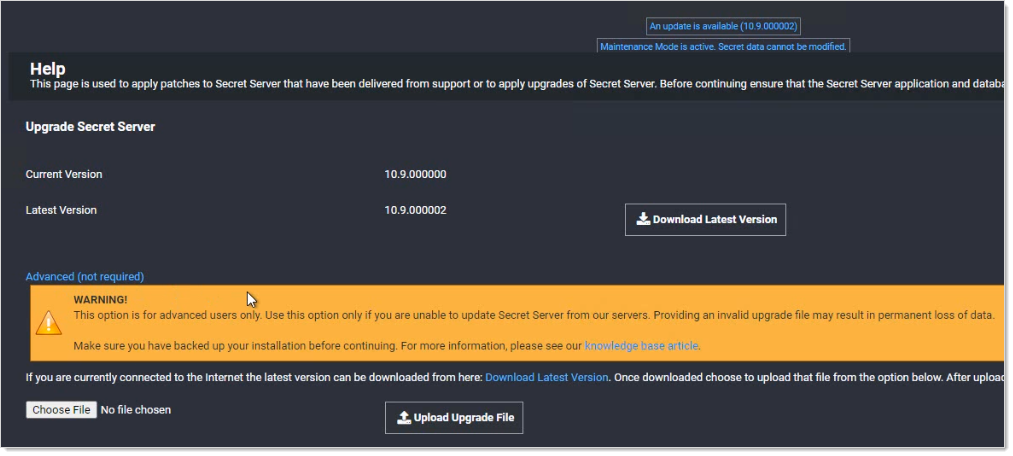 An update is available (10.9.000002)
Maintenance Mode is active. Secret data cannot be modified.
Help
This page is used to apply patches to Secret Server that have been delivered from support or to apply upgrades of Secret Server. Before continuing ensure that the Secret Server application and databa
Upgrade Secret Server
Current Version 10.9.000000
Latest Version 10.9.000002 Download Latest Version
Advanced (not required)
WARNING!
This option is for advanced users only. Use this option only if you are unable to update Secret Server from our servers. Providing an invalid upgrade file may result in permanent loss of data.
Make sure you have backed up your installation before continuing. For more information, please see our knowledge base article.
If you are currently connected to the Internet the latest version can be downloaded from here: Download Latest Version. Once downloaded choose to upload that file from the option below. After upload
Choose File No file chosen Upload Upgrade File